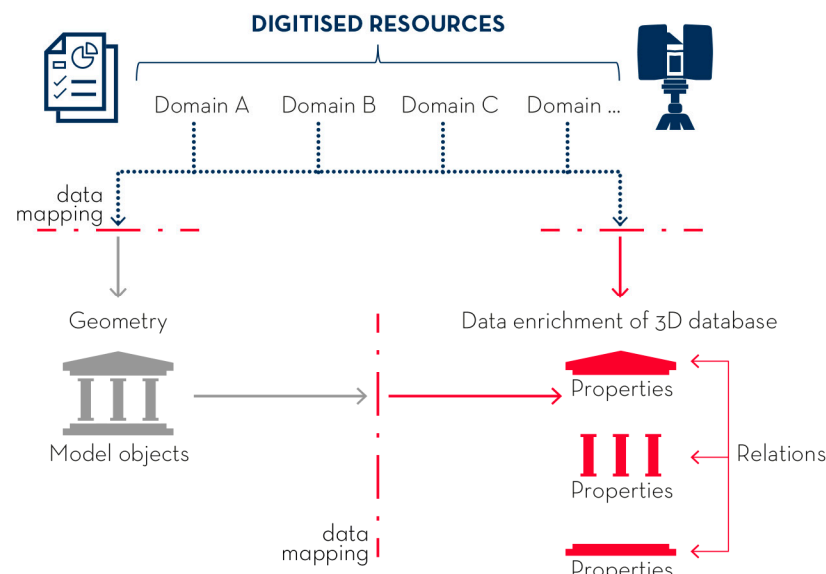 DIGITISED RESOURCES
Domain A
Domain B
Domain C
Domain ...
data
mapping
Geometry
Data enrichment of 3D database
Properties
Model objects
Relations
Properties
data
mapping
Properties